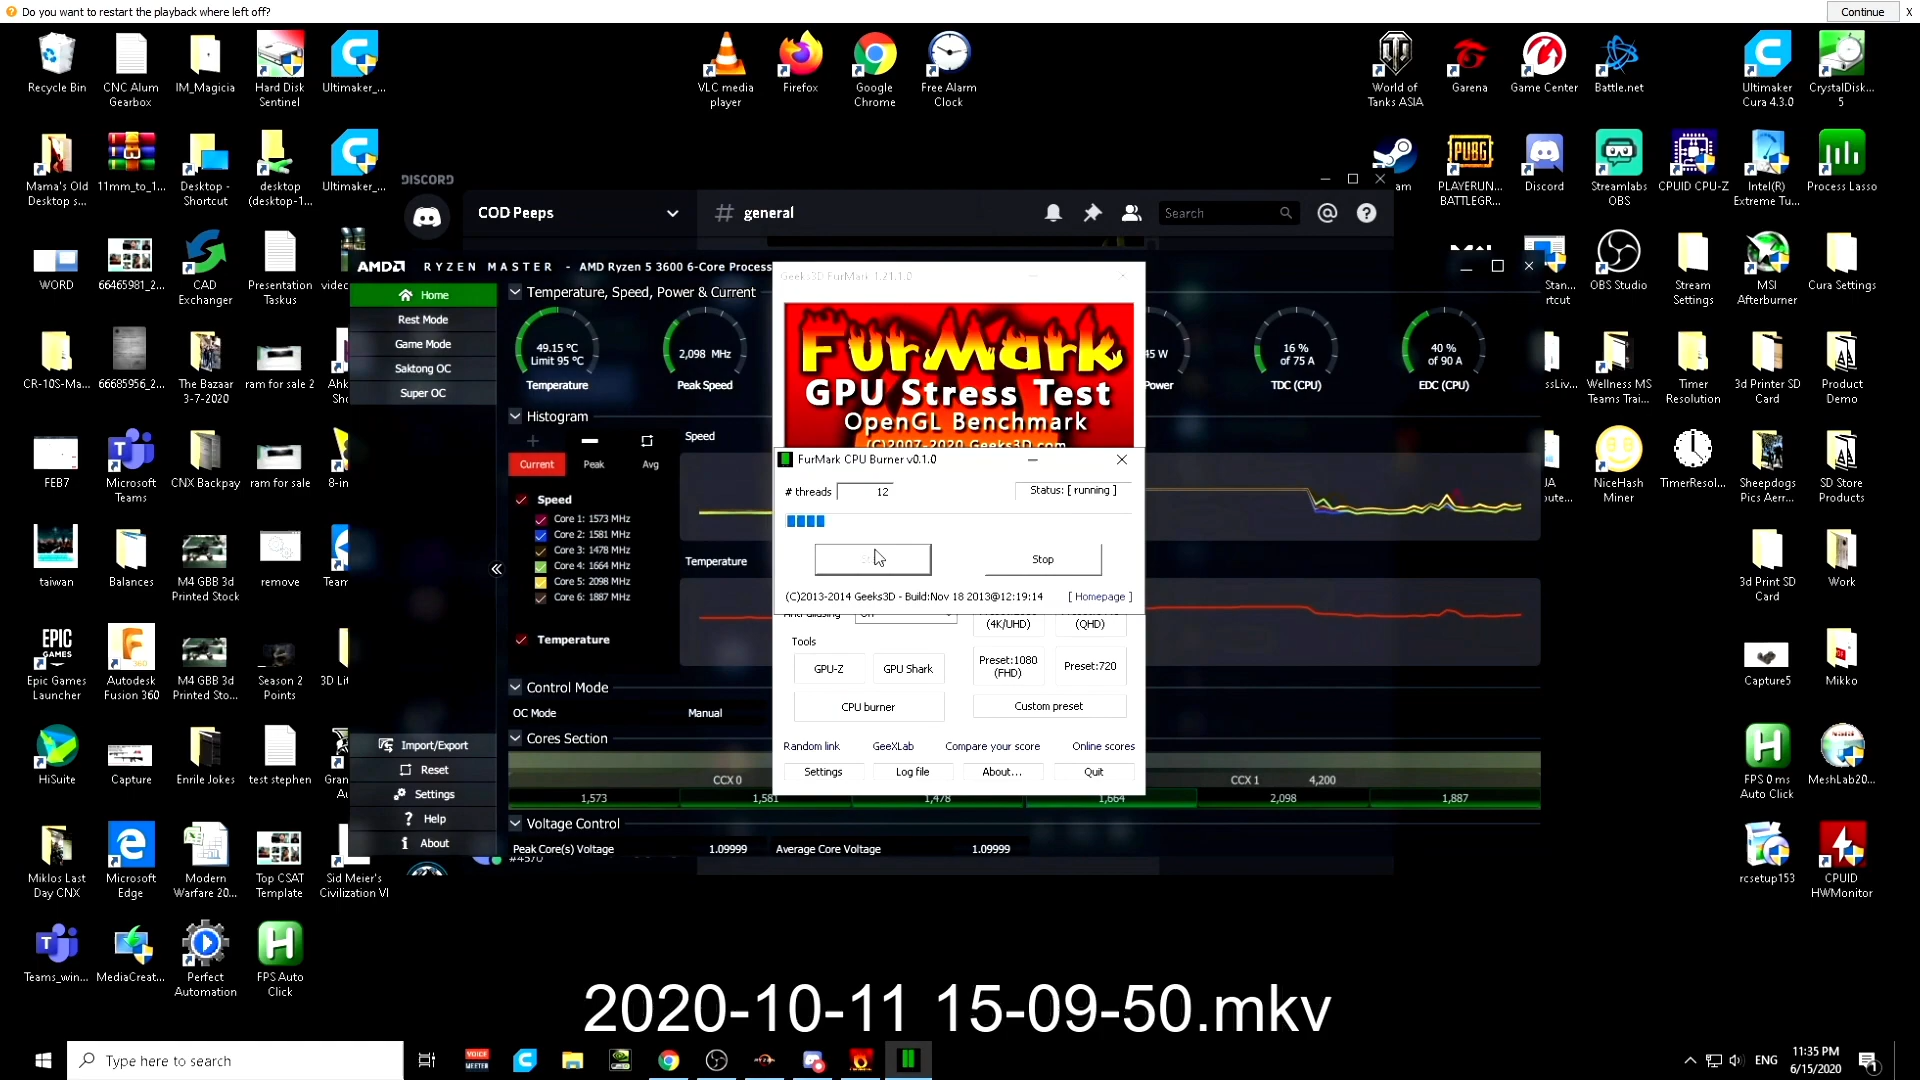 Do you want to restart the playback where left off?
Continue
X
Recycle Bin
CNC Alum Gearbox
IM_Magicia
Hard Disk Sentinel
Ultimaker_...
VLC media player
Firefox
Google Chrome
Free Alarm Clock
World of Tanks ASIA
Garena
Game Center
Battle.net
Ultimaker Cura 4.3.0
CrystalDisk... 5
Mama's Old Desktop s...
11mm_to_1...
Desktop - Shortcut
desktop (desktop-1...
Ultimaker_...
PLAYERUN... BATTLEGR...
Discord
Streamlabs OBS
CPUID CPU-Z
Intel(R) Extreme Tu...
Process Lasso
DISCORD
COD Peeps
# general
Search
WORD
66465981_2...
CAD Exchanger
Presentation Taskus
OBS Studio
Stream Settings
MSI Afterburner
Cura Settings
AMD RYZEN MASTER - AMD Ryzen 5 3600 6-Core Process
Home
Rest Mode
Game Mode
Saktong OC
Super OC
Temperature, Speed, Power & Current
49.15 °C
Limit 95 °C
Temperature
2,098 MHz
Peak Speed
45 W
Power
16 %
of 75 A
TDC (CPU)
40 %
of 90 A
EDC (CPU)
Geeks3D FurMark 1.21.1.0
FurMark
GPU Stress Test
OpenGL Benchmark
(C)2007-2020 Geeks3D.com
CR-10S-Ma...
66685956_2...
The Bazaar 3-7-2020
ram for sale 2
Wellness MS Teams Trai...
Timer Resolution
3d Printer SD Card
Product Demo
Histogram
Current
Peak
Avg
Speed
Speed
Core 1: 1573 MHz
Core 2: 1581 MHz
Core 3: 1478 MHz
Core 4: 1664 MHz
Core 5: 2098 MHz
Core 6: 1887 MHz
Temperature
Temperature
FurMark CPU Burner v0.1.0
# threads
12
Status: [ running ]
Stop
(C)2013-2014 Geeks3D - Build:Nov 18 2013@12:19:14
[ Homepage ]
(4K/UHD)
(QHD)
Tools
GPU-Z
GPU Shark
Preset:1080 (FHD)
Preset:720
CPU burner
Custom preset
Random link
GeeXLab
Compare your score
Online scores
Settings
Log file
About...
Quit
FEB7
Microsoft Teams
CNX Backpay
ram for sale
8-in
NiceHash Miner
TimerResol...
Sheepdogs Pics Aerr...
SD Store Products
taiwan
Balances
M4 GBB 3d Printed Stock
remove
Team
3d Print SD Card
Work
Epic Games Launcher
Autodesk Fusion 360
M4 GBB 3d Printed Sto...
Season 2 Points
3D Lit
Capture5
Mikko
Control Mode
OC Mode
Manual
Cores Section
CCX 0
CCX 1
4,200
1,573
1,581
1,478
1,664
2,098
1,887
Voltage Control
Peak Core(s) Voltage
1.09999
Average Core Voltage
1.09999
Import/Export
Reset
Settings
Help
About
#4570
HiSuite
Capture
Enrile Jokes
test stephen
FPS 0 ms Auto Click
MeshLab20...
Miklos Last Day CNX
Microsoft Edge
Modern Warfare 20...
Top CSAT Template
Sid Meier's Civilization VI
rcsetup153
CPUID HWMonitor
Teams_win...
MediaCreat...
Perfect Automation
FPS Auto Click
2020-10-11 15-09-50.mkv
Type here to search
VOICE MEETER
ENG
11:35 PM
6/15/2020
1